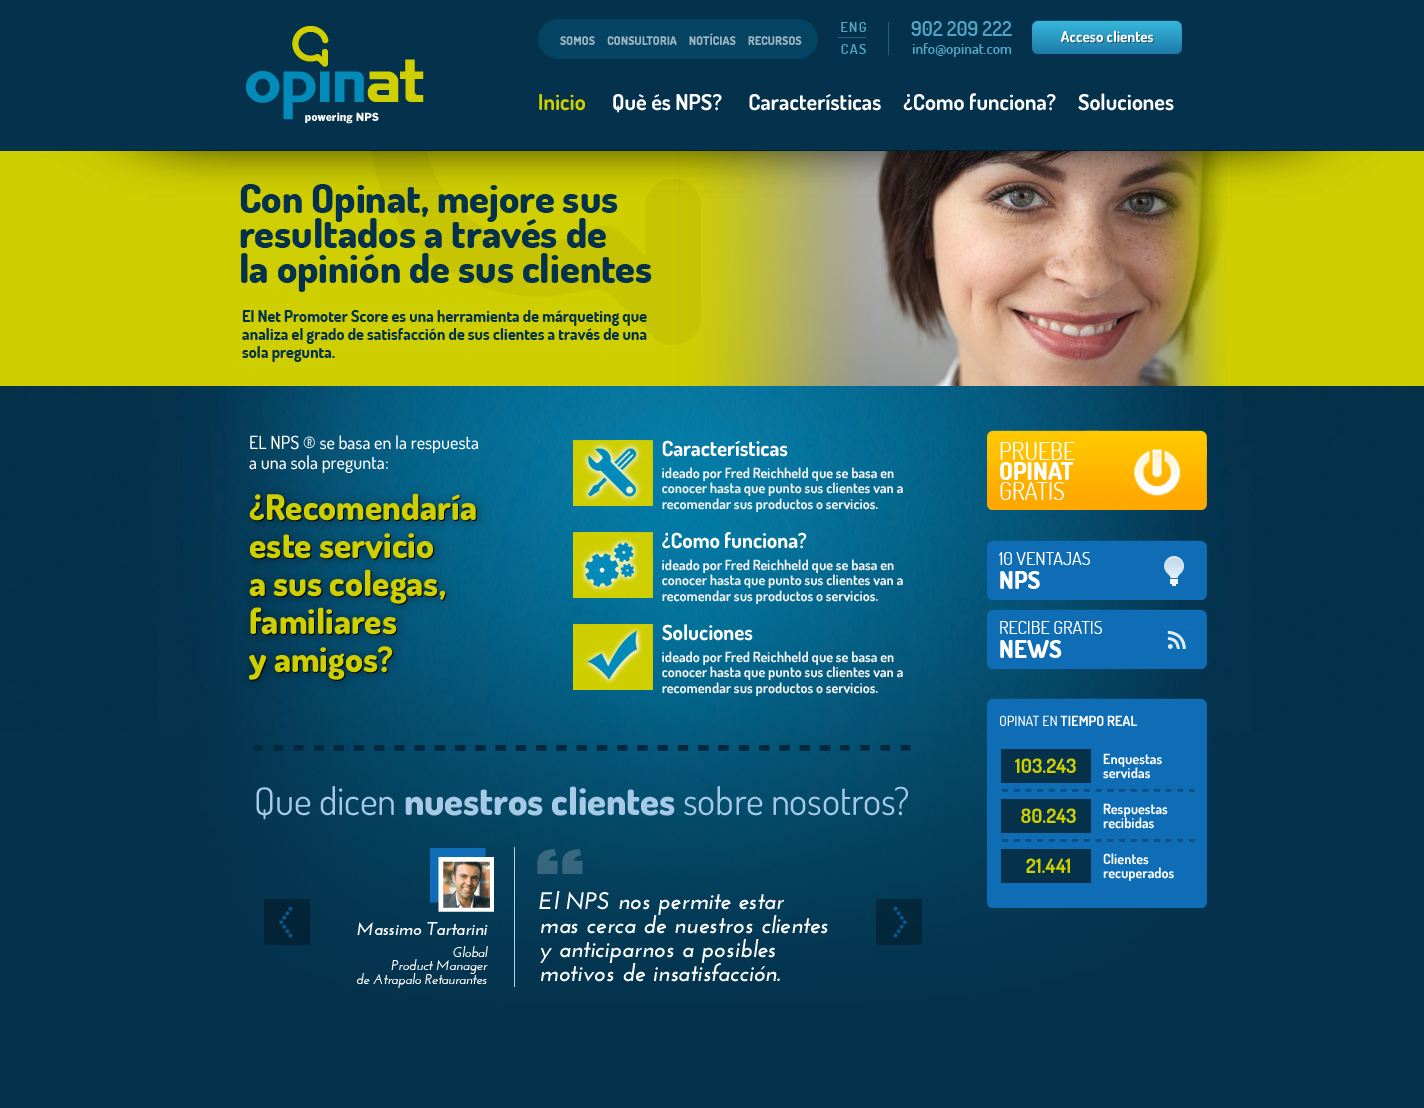 opinat
powering NPS
SOMOS CONSULTORIA NOTÍCIAS RECURSOS
ENG
CAS
902 209 222
info@opinat.com
Acceso clientes
Inicio Què és NPS? Características ¿Como funciona? Soluciones
Con Opinat, mejore sus
resultados a través de
la opinión de sus clientes
El Net Promoter Score es una herramienta de márqueting que
analiza el grado de satisfacción de sus clientes a través de una
sola pregunta.
EL NPS ® se basa en la respuesta
a una sola pregunta:
¿Recomendaría
este servicio
a sus colegas,
familiares
y amigos?
Características
ideado por Fred Reichheld que se basa en
conocer hasta que punto sus clientes van a
recomendar sus productos o servicios.
¿Como funciona?
ideado por Fred Reichheld que se basa en
conocer hasta que punto sus clientes van a
recomendar sus productos o servicios.
Soluciones
ideado por Fred Reichheld que se basa en
conocer hasta que punto sus clientes van a
recomendar sus productos o servicios.
PRUEBE
OPINAT
GRATIS
10 VENTAJAS
NPS
RECIBE GRATIS
NEWS
OPINAT EN TIEMPO REAL
103.243
Enquestas
servidas
80.243
Respuestas
recibidas
21.441
Clientes
recuperados
Que dicen nuestros clientes sobre nosotros?
Massimo Tartarini
Global
Product Manager
de Atrapalo Retaurantes
“
El NPS nos permite estar
mas cerca de nuestros clientes
y anticiparnos a posibles
motivos de insatisfacción.